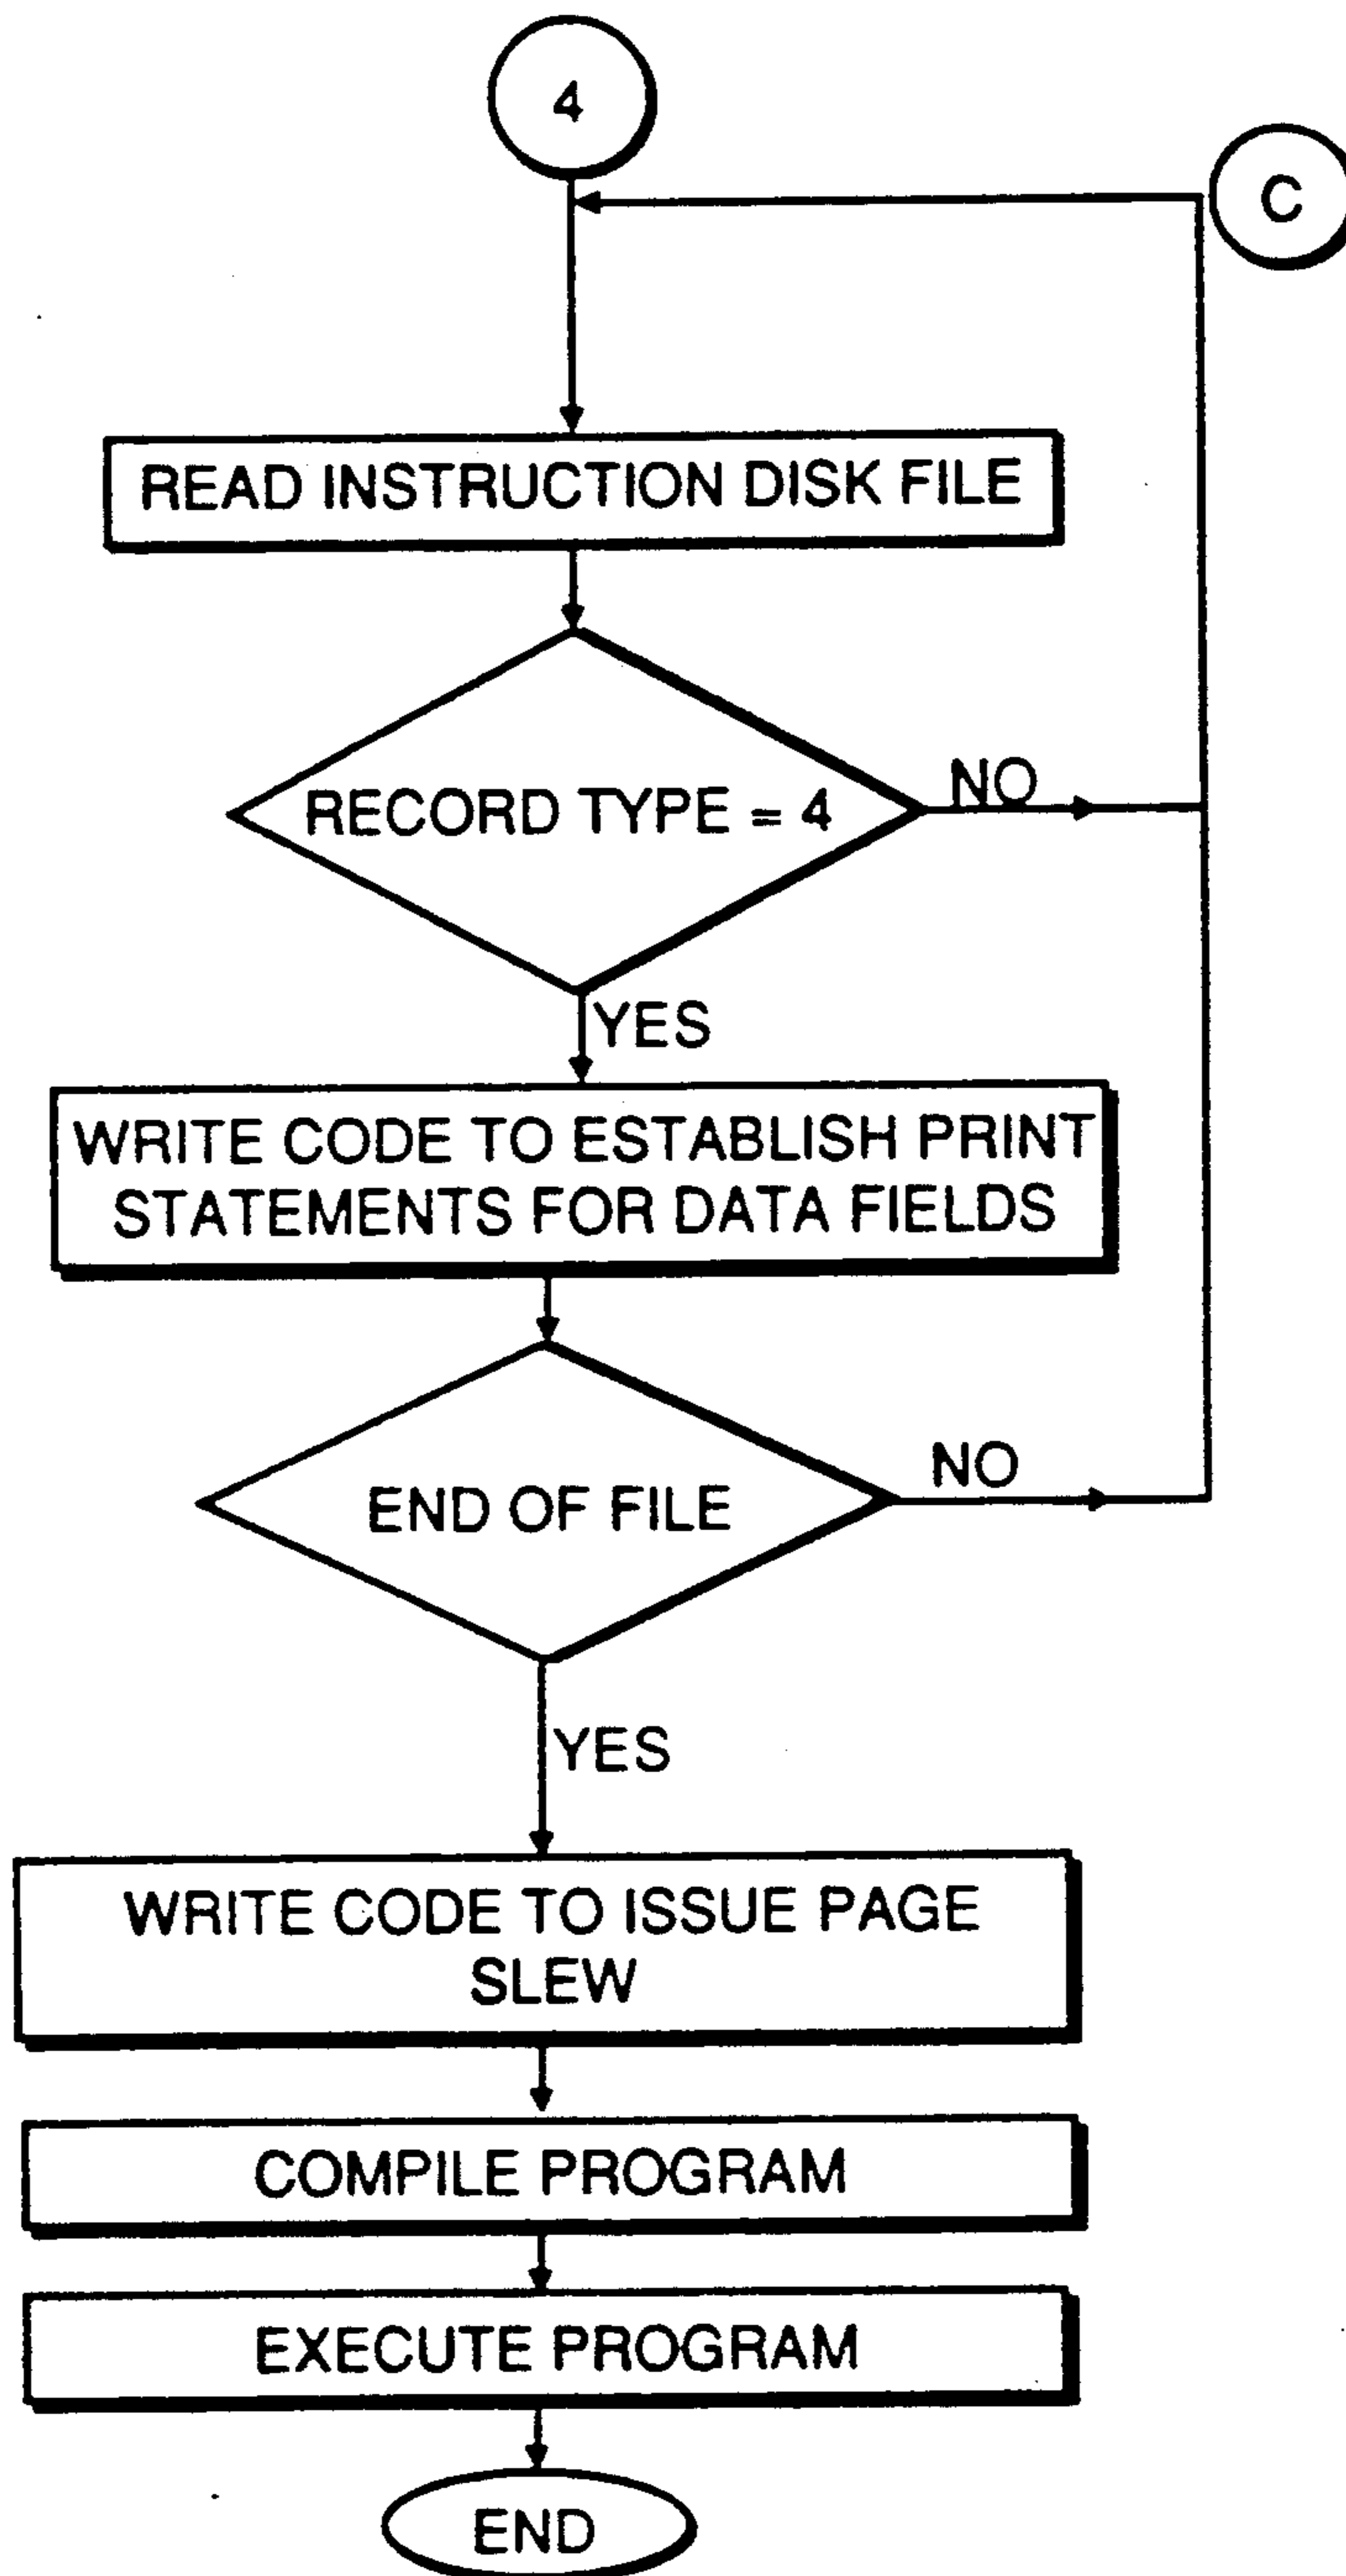 4
C
READ INSTRUCTION DISK FILE
RECORD TYPE = 4
NO
YES
WRITE CODE TO ESTABLISH PRINT
STATEMENTS FOR DATA FIELDS
END OF FILE
NO
YES
WRITE CODE TO ISSUE PAGE
SLEW
COMPILE PROGRAM
EXECUTE PROGRAM
END